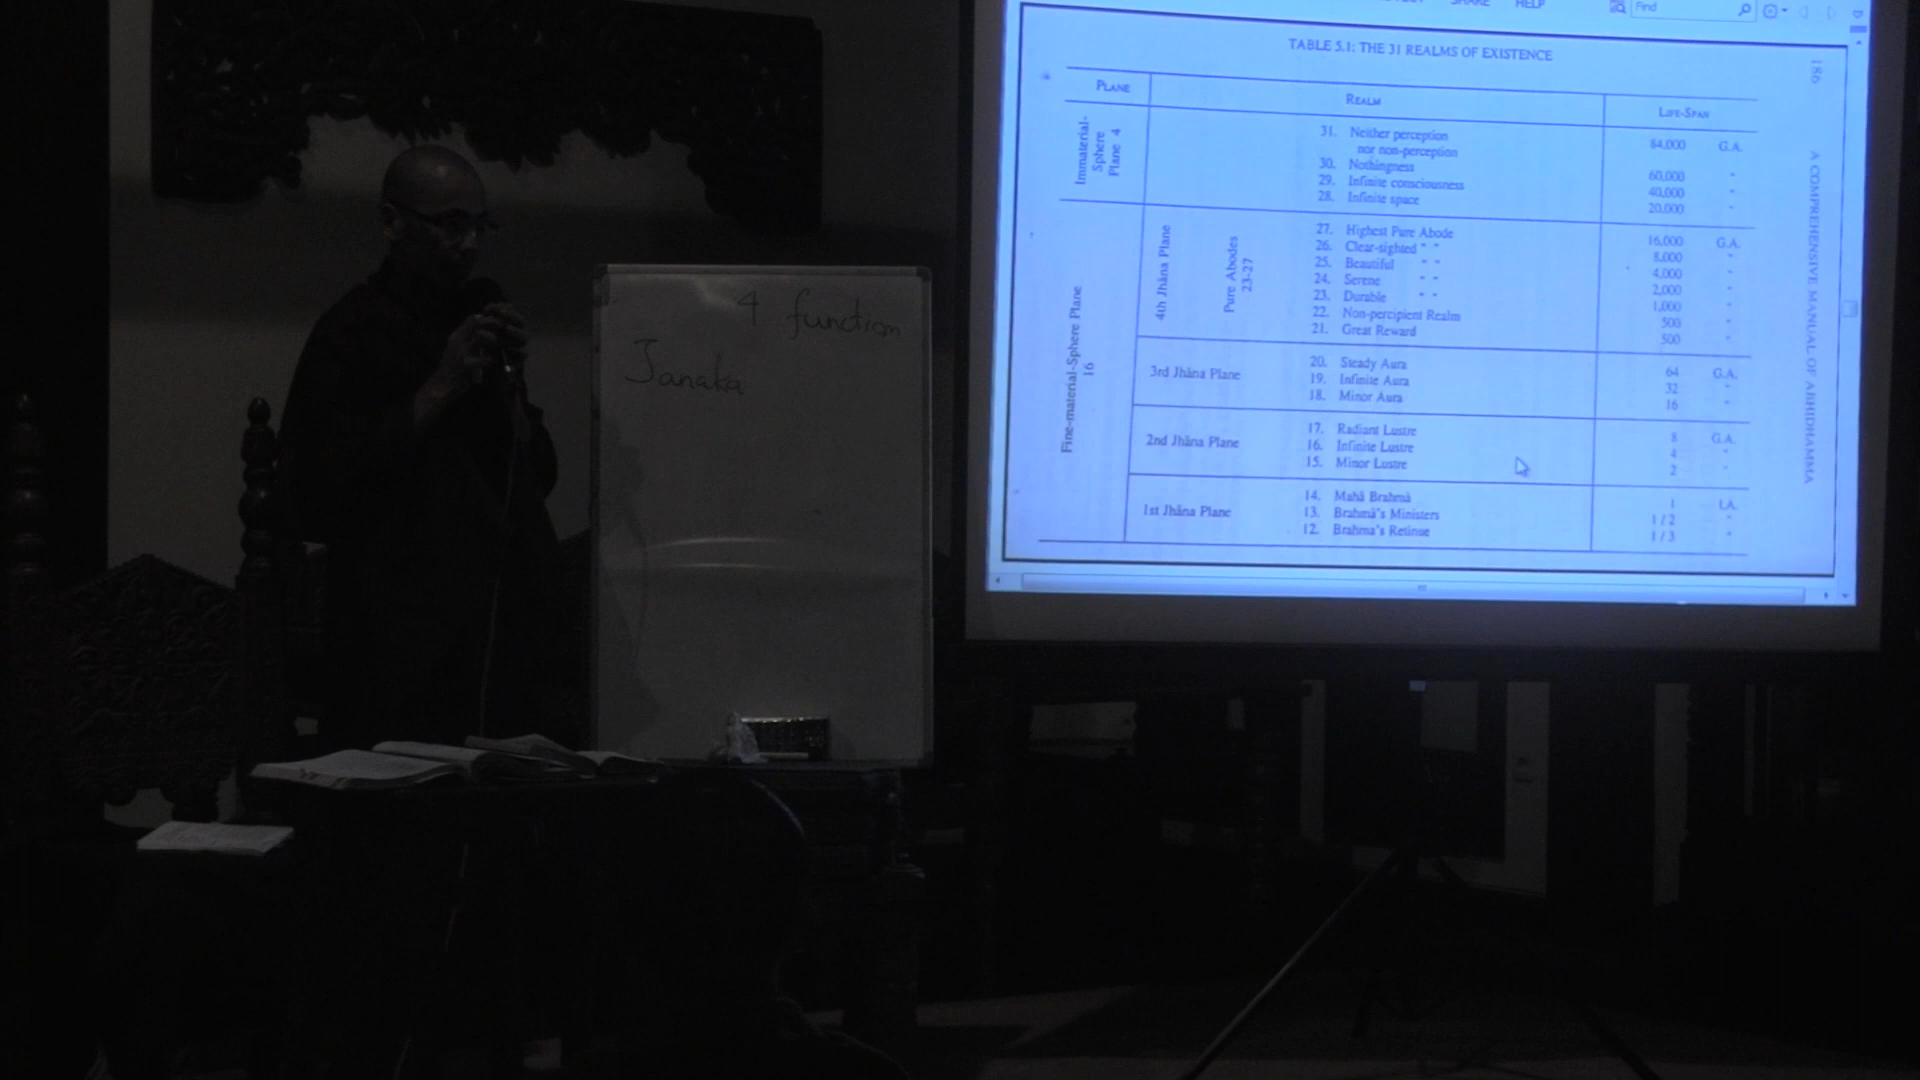 4 function
Janaka
SHARE HELP
Find
TABLE 5.1: THE 31 REALMS OF EXISTENCE
186
A COMPREHENSIVE MANUAL OF ABHIDHAMMA
PLANE REALM LIFE-SPAN
Immaterial-
Sphere
Plane 4
31. Neither perception
nor non-perception 84,000 G.A.
30. Nothingness 60,000 "
29. Infinite consciousness 40,000 "
28. Infinite space 20,000 "
Fine-material-Sphere Plane
16
4th Jhāna Plane
Pure Abodes
23-27
27. Highest Pure Abode 16,000 G.A.
26. Clear-sighted " " 8,000 "
25. Beautiful " " 4,000 "
24. Serene " " 2,000 "
23. Durable " " 1,000 "
22. Non-percipient Realm 500 "
21. Great Reward 500 "
3rd Jhāna Plane
20. Steady Aura 64 G.A.
19. Infinite Aura 32 "
18. Minor Aura 16 "
2nd Jhāna Plane
17. Radiant Lustre 8 G.A.
16. Infinite Lustre 4 "
15. Minor Lustre 2 "
1st Jhāna Plane
14. Mahā Brahmā 1 I.A.
13. Brahmā's Ministers 1/2 "
12. Brahma's Retinue 1/3 "